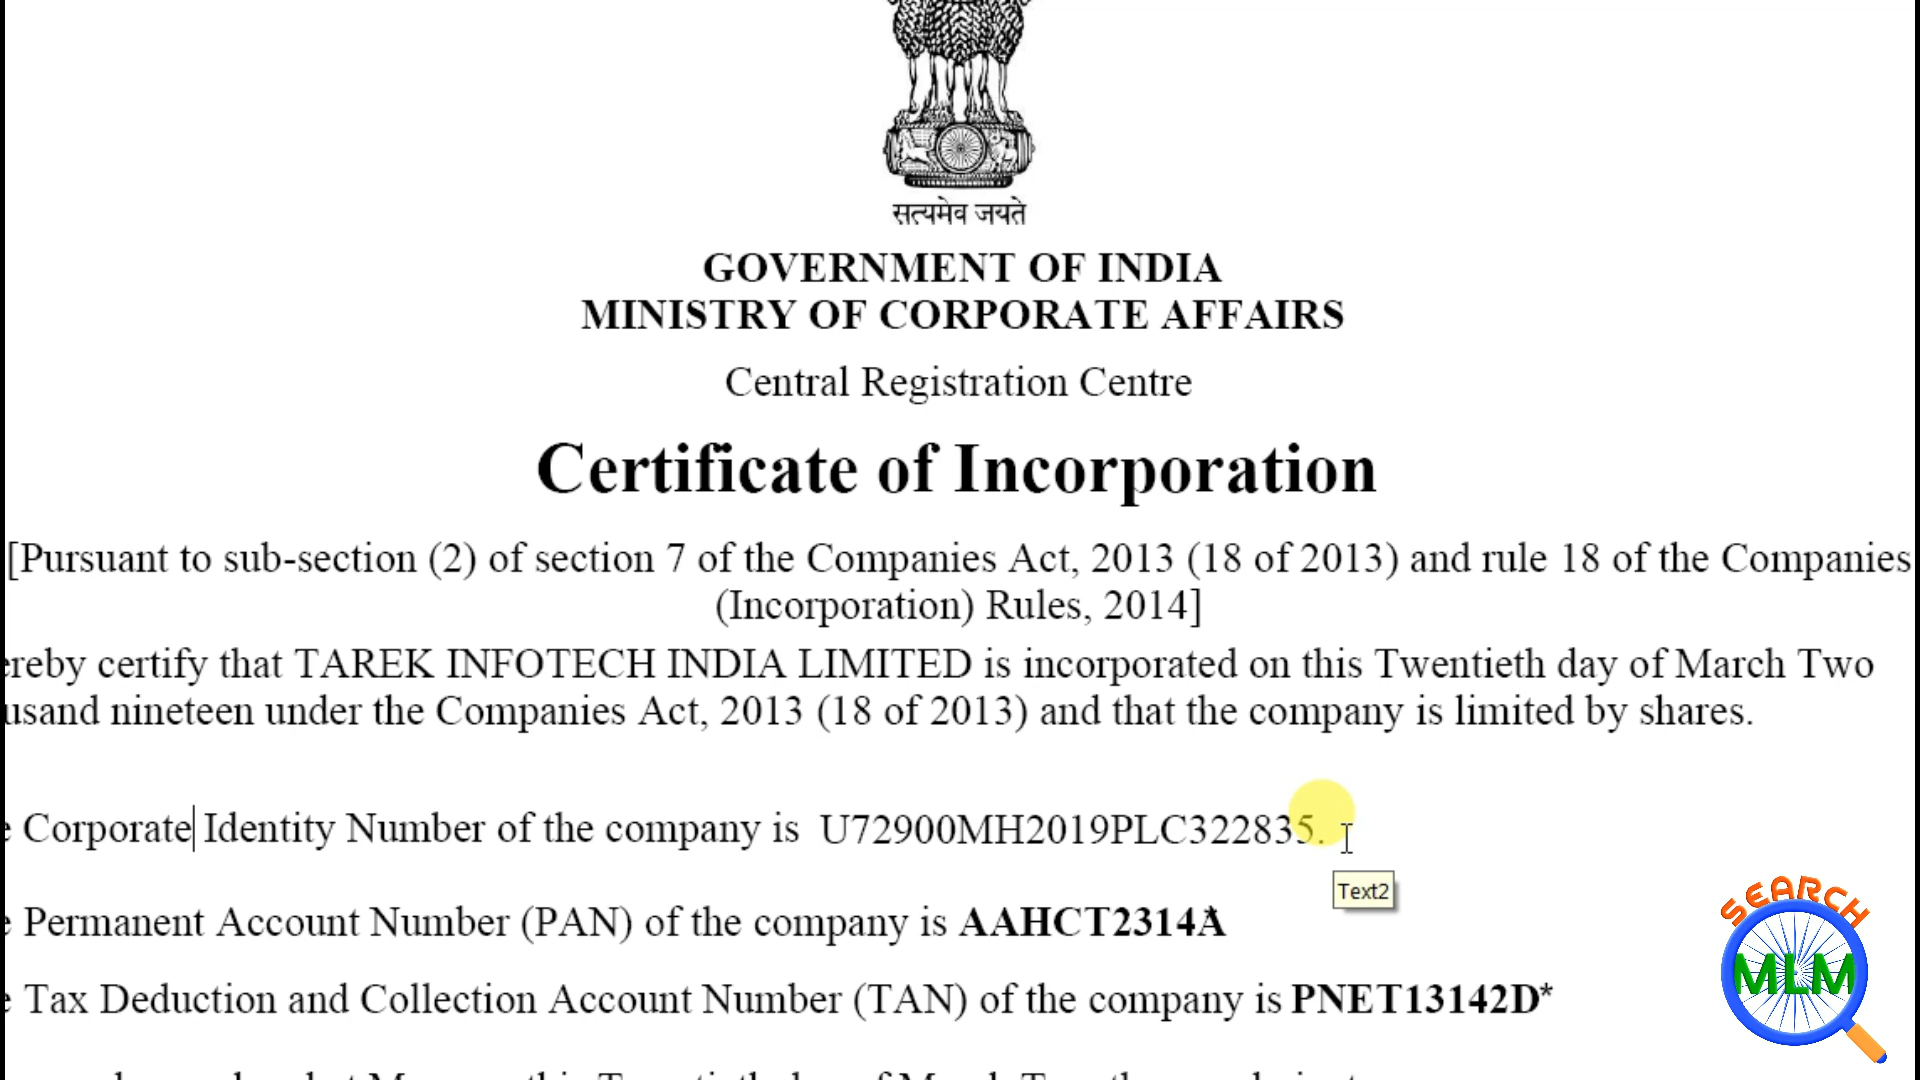 सत्यमेव जयते
GOVERNMENT OF INDIA
MINISTRY OF CORPORATE AFFAIRS
Central Registration Centre
Certificate of Incorporation
[Pursuant to sub-section (2) of section 7 of the Companies Act, 2013 (18 of 2013) and rule 18 of the Companies
(Incorporation) Rules, 2014]
ereby certify that TAREK INFOTECH INDIA LIMITED is incorporated on this Twentieth day of March Two
usand nineteen under the Companies Act, 2013 (18 of 2013) and that the company is limited by shares.
e Corporate Identity Number of the company is U72900MH2019PLC322835.
Text2
e Permanent Account Number (PAN) of the company is AAHCT2314A*
e Tax Deduction and Collection Account Number (TAN) of the company is PNET13142D*
SEARCH
MLM